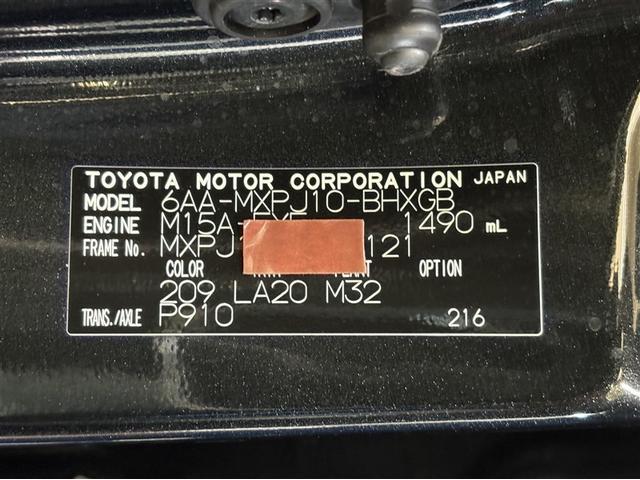 TOYOTA MOTOR CORPORATION JAPAN
MODEL 6AA-MXPJ10-BHXGB
ENGINE M15A- 1490 mL
FRAME No. MXPJ1 121
COLOR PLANT OPTION
209 LA20 M32
TRANS./AXLE P910 216